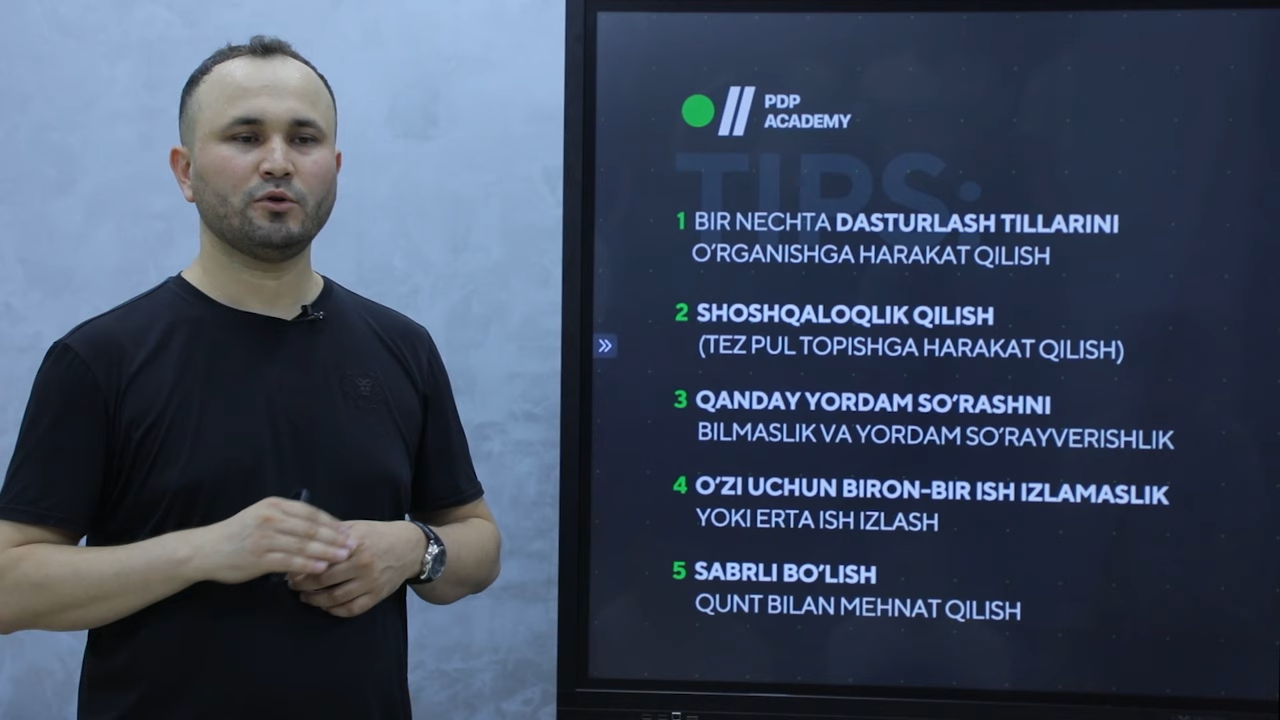 PDP
ACADEMY
TIPS:
1 BIR NECHTA DASTURLASH TILLARINI
O‘RGANISHGA HARAKAT QILISH
2 SHOSHQALOQLIK QILISH
(TEZ PUL TOPISHGA HARAKAT QILISH)
3 QANDAY YORDAM SO‘RASHNI
BILMASLIK VA YORDAM SO‘RAYVERISHLIK
4 O‘ZI UCHUN BIRON-BIR ISH IZLAMASLIK
YOKI ERTA ISH IZLASH
5 SABRLI BO‘LISH
QUNT BILAN MEHNAT QILISH